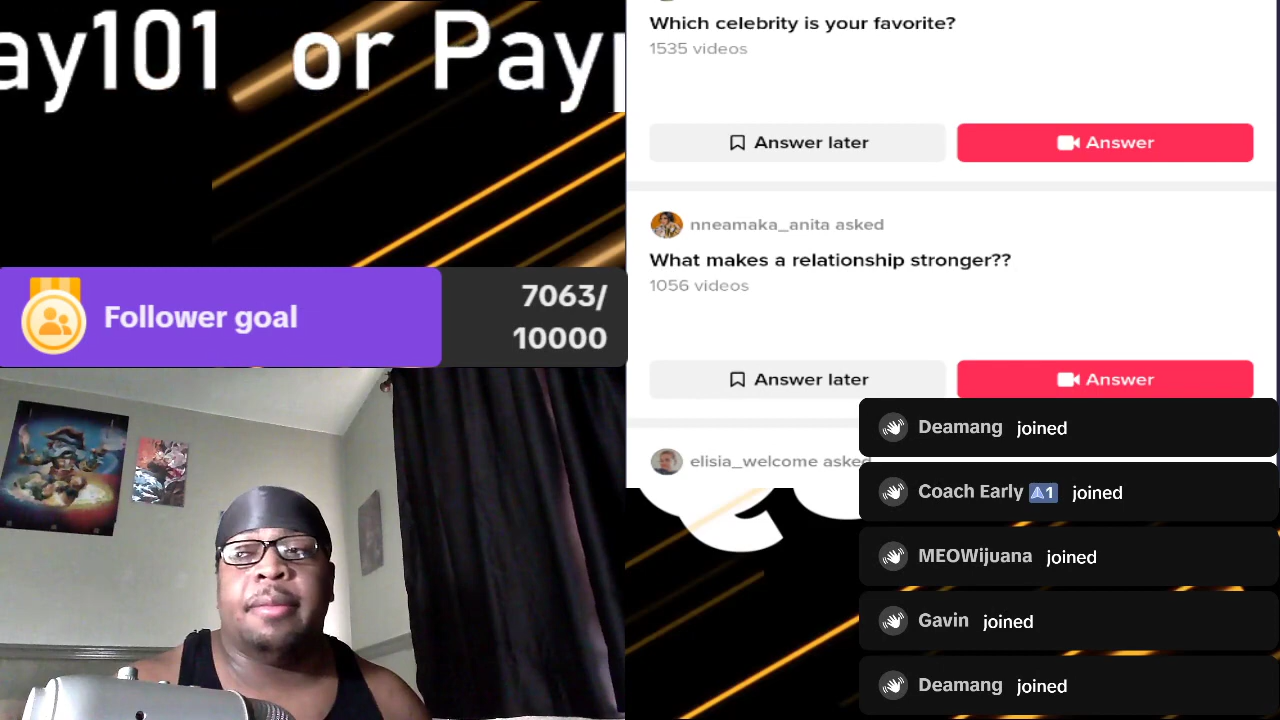 ay101 or Payp
Follower goal
7063/
10000
Which celebrity is your favorite?
1535 videos
Answer later
Answer
nneamaka_anita asked
What makes a relationship stronger??
1056 videos
Answer later
Answer
elisia_welcome asked
Deamang joined
Coach Early 1 joined
MEOWijuana joined
Gavin joined
Deamang joined